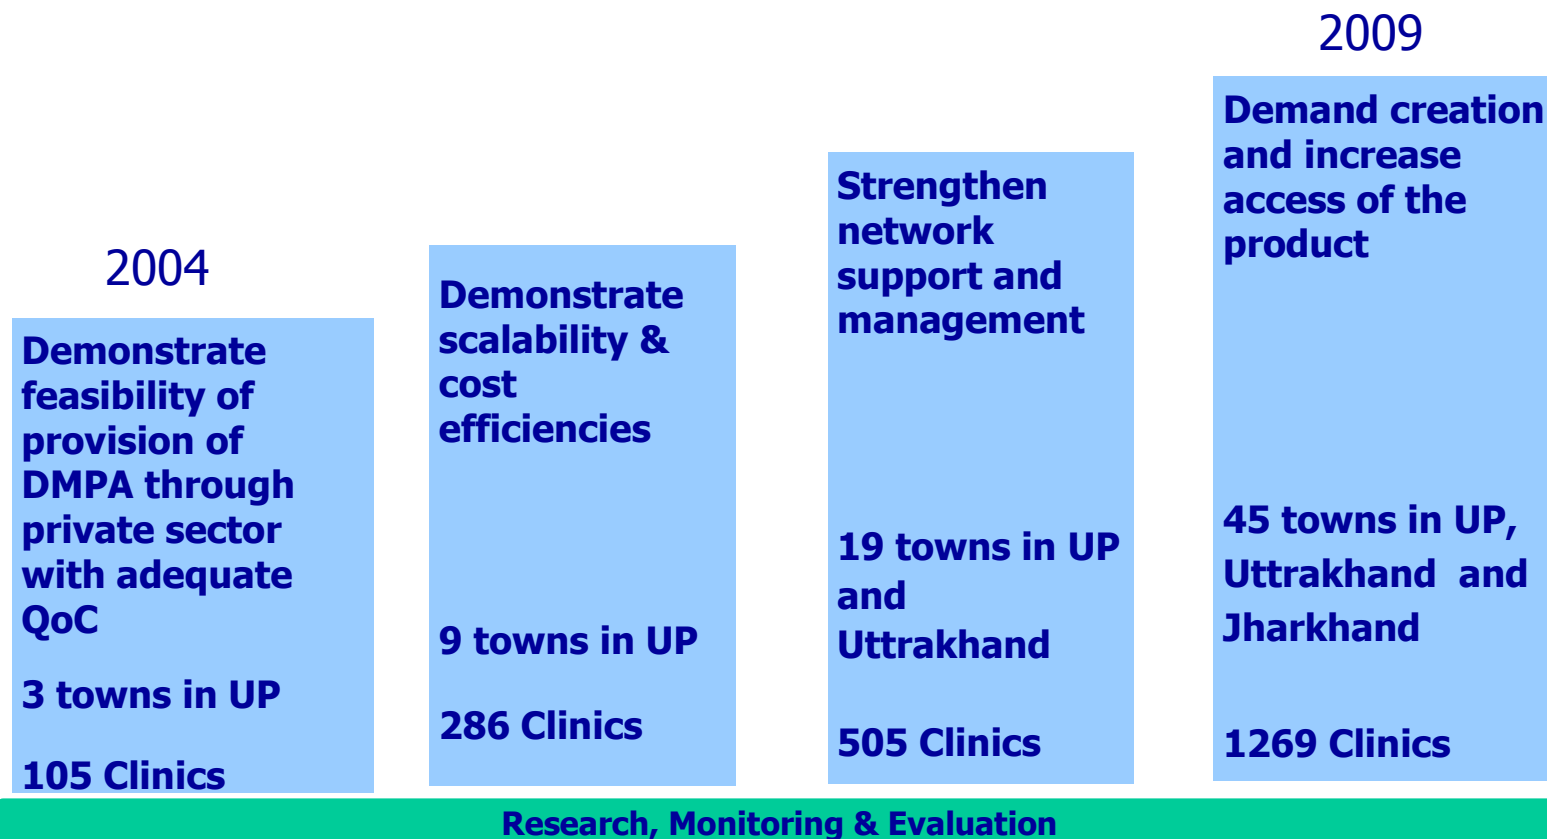 2004
Demonstrate
feasibility of
provision of
DMPA through
private sector
with adequate
QoC
3 towns in UP
105 Clinics
Demonstrate
scalability &
cost
efficiencies
9 towns in UP
286 Clinics
Strengthen
network
support and
management
19 towns in UP
and
Uttrakhand
505 Clinics
2009
Demand creation
and increase
access of the
product
45 towns in UP,
Uttrakhand and
Jharkhand
1269 Clinics
Research, Monitoring & Evaluation